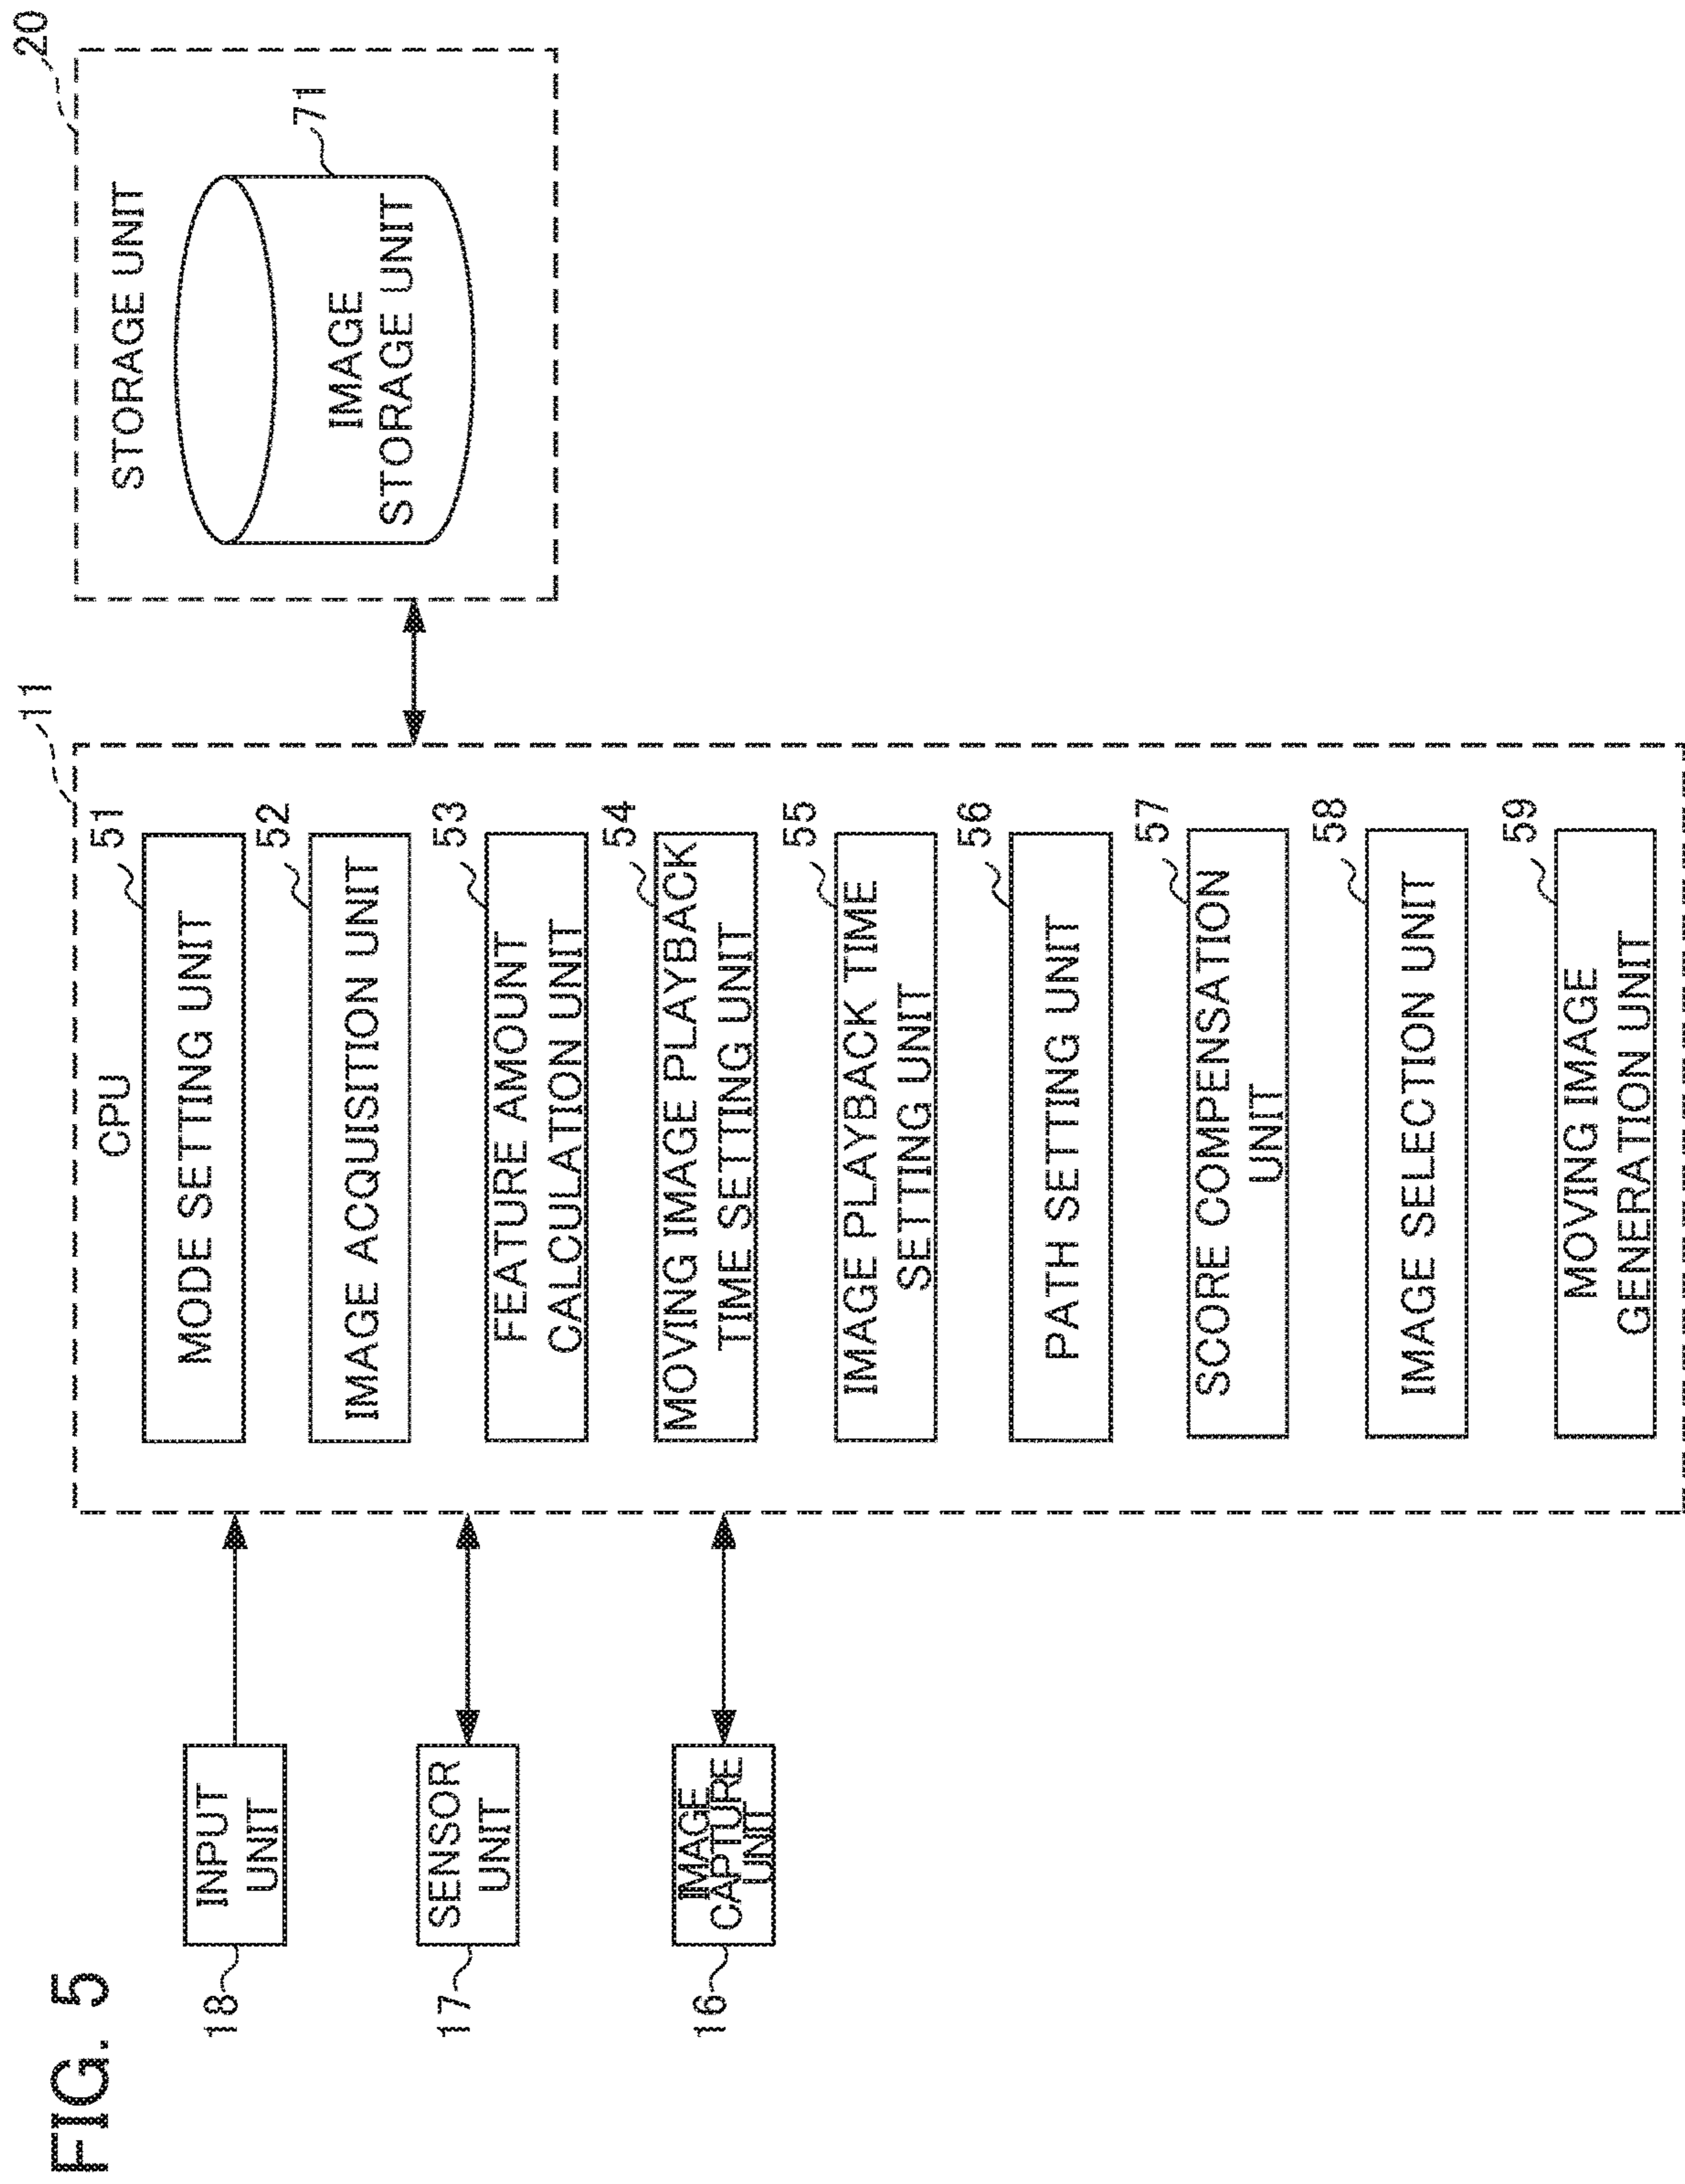 FIG. 5
18
INPUT
UNIT
17
SENSOR
UNIT
16
IMAGE
CAPTURE
UNIT
11
CPU
51
MODE SETTING UNIT
52
IMAGE ACQUISITION UNIT
53
FEATURE AMOUNT
CALCULATION UNIT
54
MOVING IMAGE PLAYBACK
TIME SETTING UNIT
55
IMAGE PLAYBACK TIME
SETTING UNIT
56
PATH SETTING UNIT
57
SCORE COMPENSATION
UNIT
58
IMAGE SELECTION UNIT
59
MOVING IMAGE
GENERATION UNIT
20
STORAGE UNIT
71
IMAGE
STORAGE UNIT